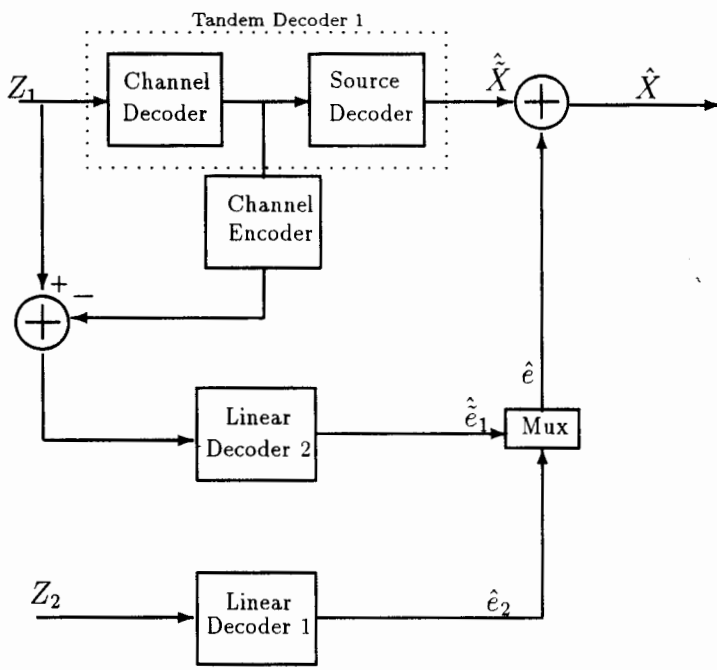 Tandem Decoder 1
Z₁
Channel
Decoder
Source
Decoder
X̃̂
X̂
Channel
Encoder
+
−
ê
Linear
Decoder 2
ẽ̂₁
Mux
Z₂
Linear
Decoder 1
ê₂